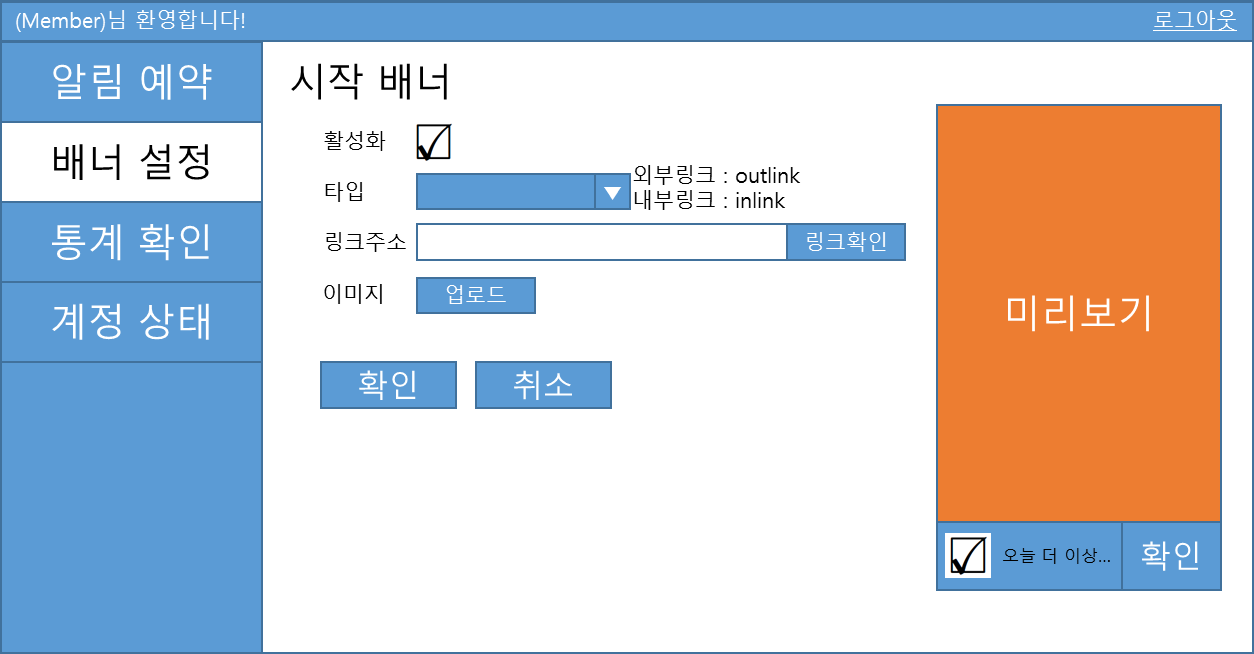 (Member)님 환영합니다!
로그아웃
알림 예약
배너 설정
통계 확인
계정 상태
시작 배너
활성화
타입
외부링크 : outlink
내부링크 : inlink
링크주소
링크확인
이미지
업로드
확인
취소
미리보기
오늘 더 이상...
확인